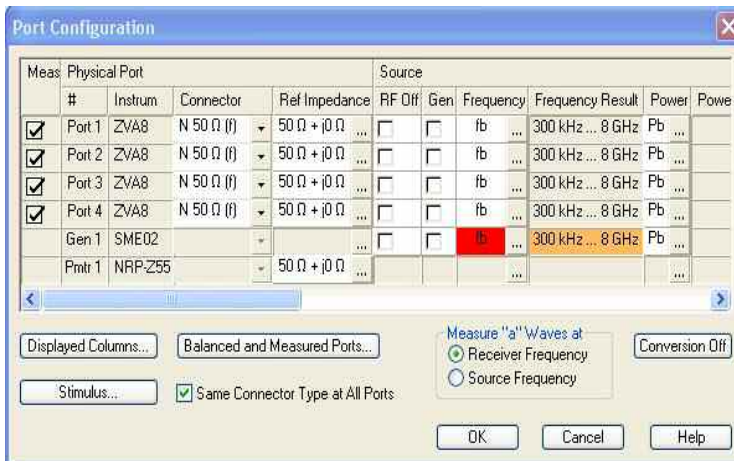 Port Configuration
Meas Physical Port Source
# Instrum Connector Ref Impedance RF Off Gen Frequency Frequency Result Power Powe
Port 1 ZVA8 N 50 Ω (f) 50 Ω + j0 Ω ... fb ... 300 kHz ... 8 GHz Pb ...
Port 2 ZVA8 N 50 Ω (f) 50 Ω + j0 Ω ... fb ... 300 kHz ... 8 GHz Pb ...
Port 3 ZVA8 N 50 Ω (f) 50 Ω + j0 Ω ... fb ... 300 kHz ... 8 GHz Pb ...
Port 4 ZVA8 N 50 Ω (f) 50 Ω + j0 Ω ... fb ... 300 kHz ... 8 GHz Pb ...
Gen 1 SME02 ... fb ... 300 kHz ... 8 GHz Pb ...
Pmtr 1 NRP-Z55 50 Ω + j0 Ω ... ... ...
Displayed Columns... Balanced and Measured Ports...
Measure "a" Waves at
Receiver Frequency
Source Frequency
Conversion Off
Stimulus... Same Connector Type at All Ports
OK Cancel Help